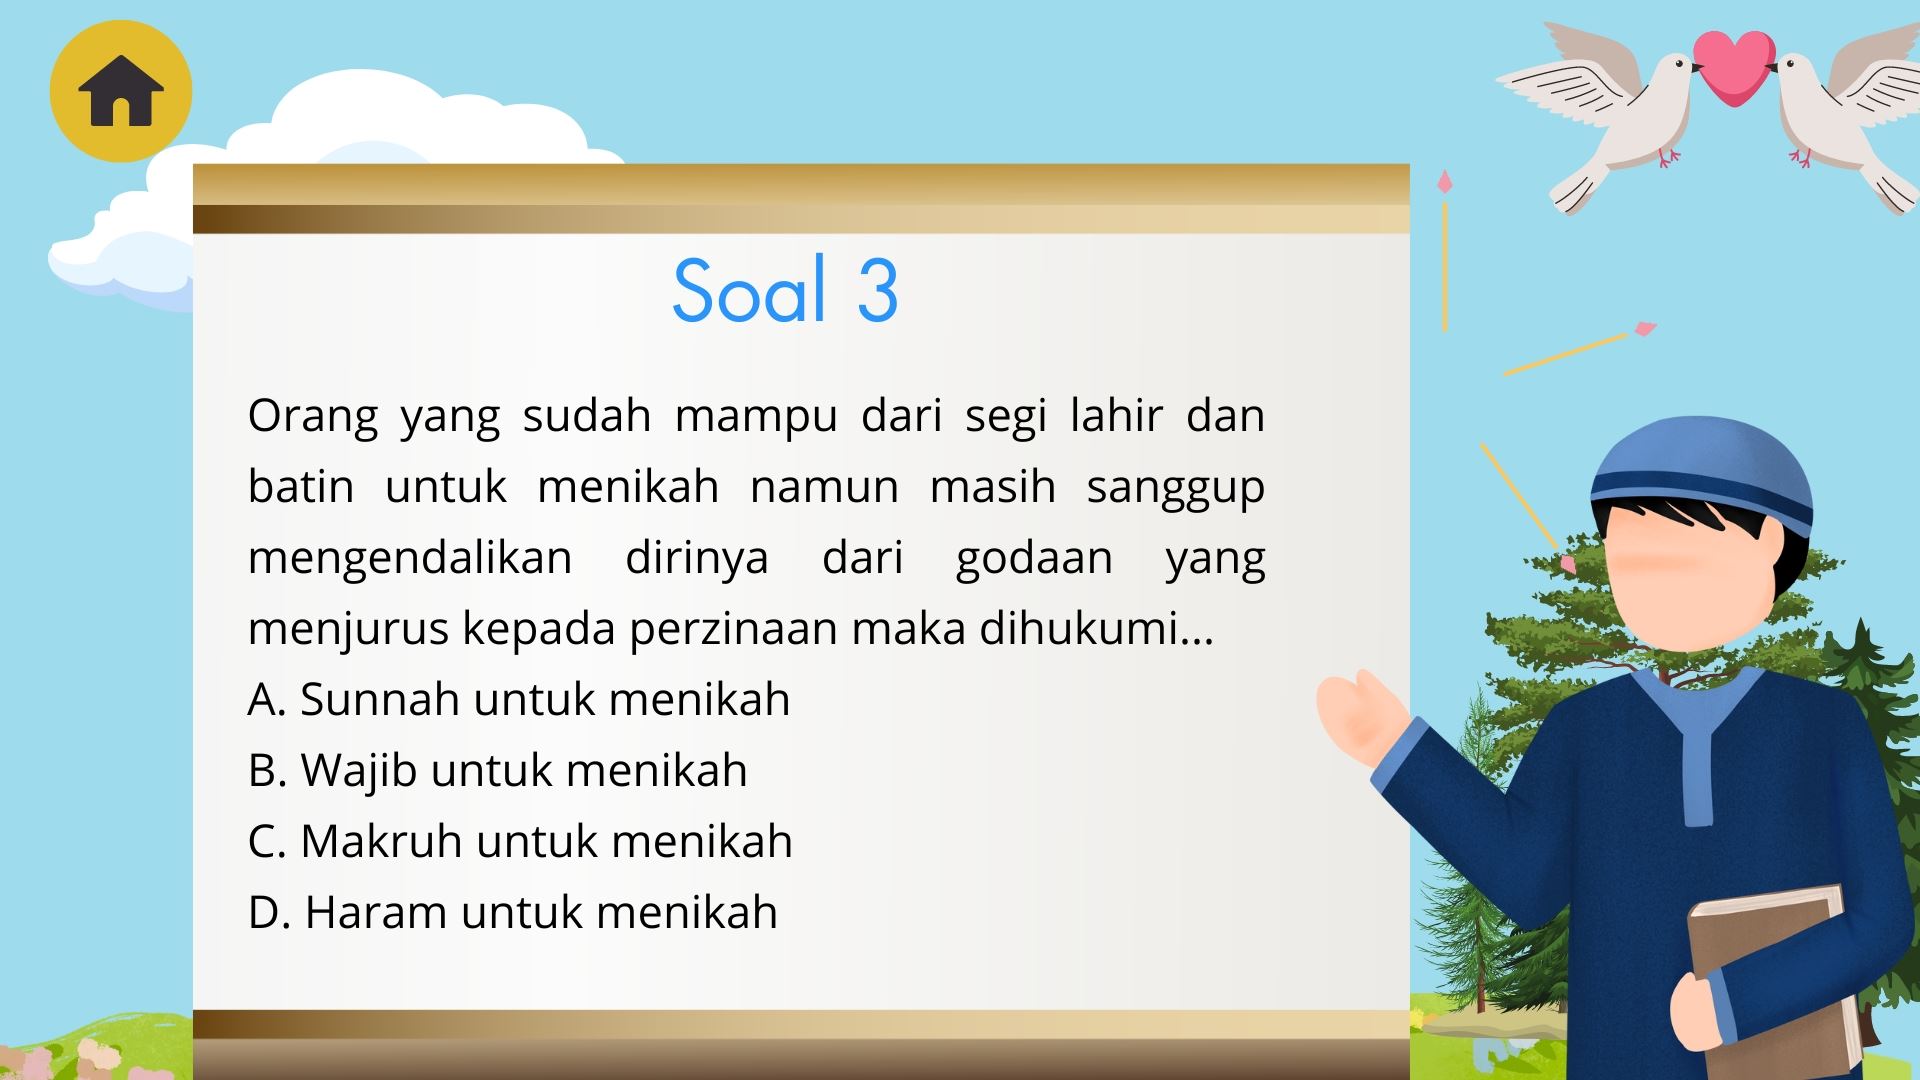 Soal 3
Orang yang sudah mampu dari segi lahir dan
batin untuk menikah namun masih sanggup
mengendalikan dirinya dari godaan yang
menjurus kepada perzinaan maka dihukumi...
A. Sunnah untuk menikah
B. Wajib untuk menikah
C. Makruh untuk menikah
D. Haram untuk menikah